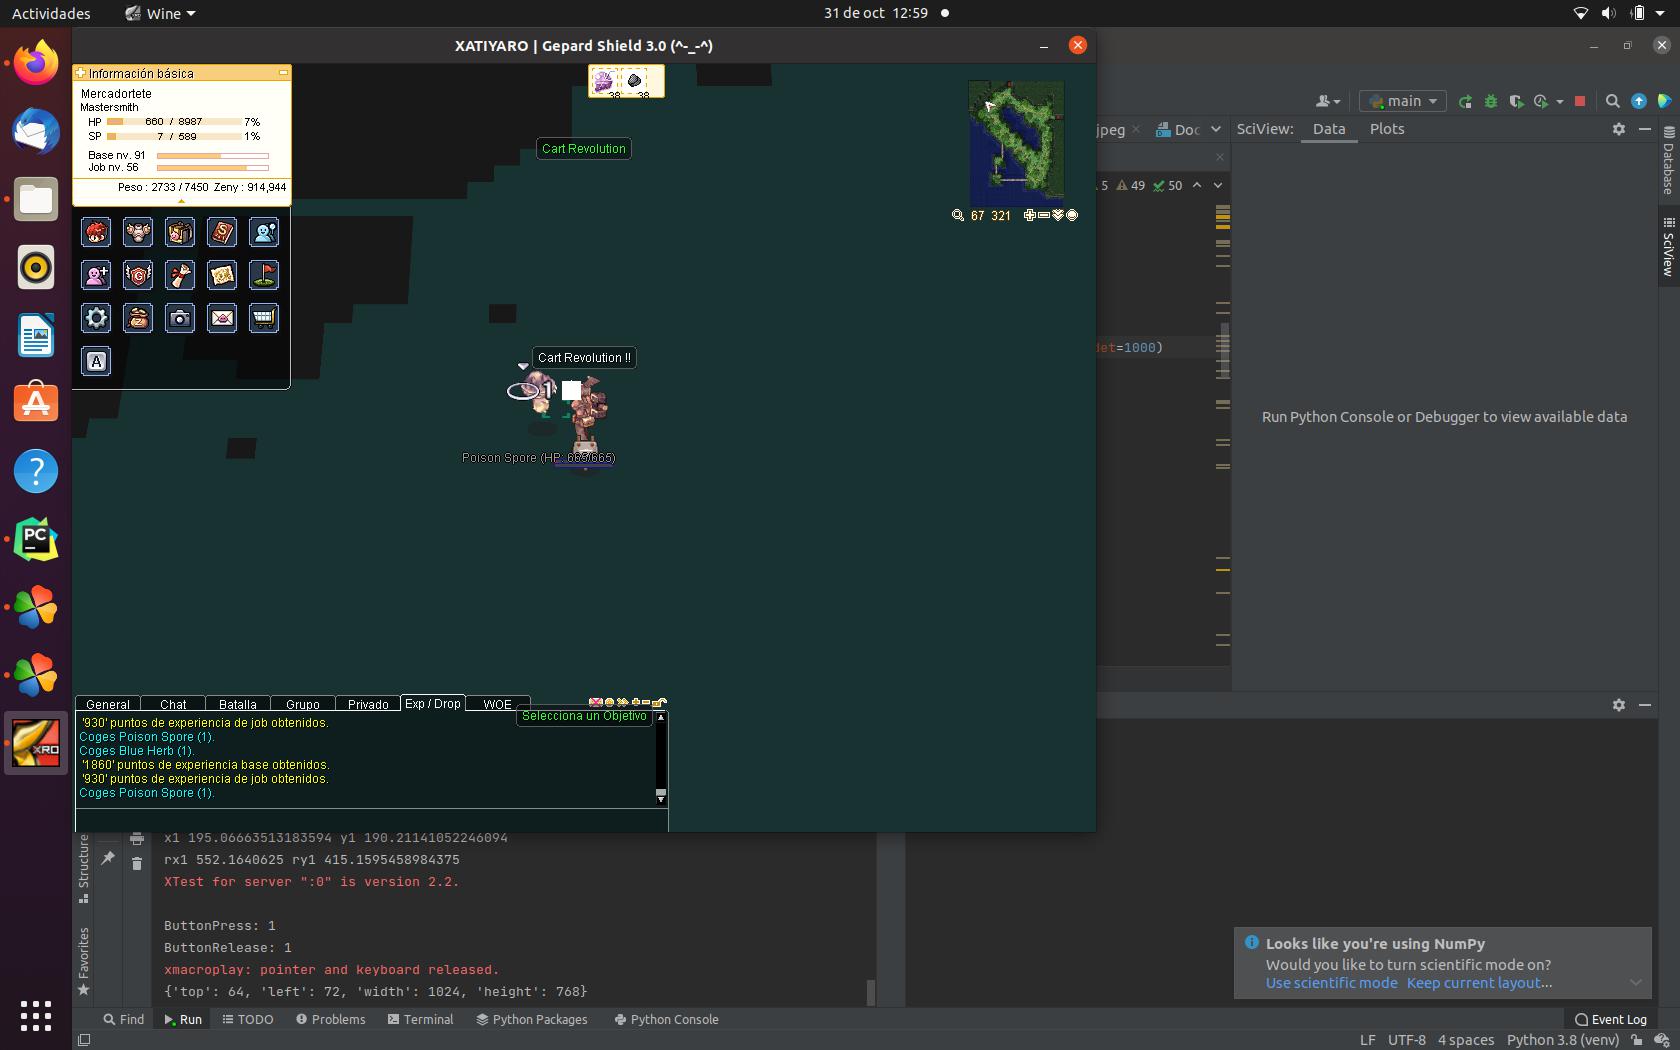 Actividades
Wine
31 de oct 12:59
XATIYARO | Gepard Shield 3.0 (^-_-^)
Información básica
Mercadortete
Mastersmith
HP 660 / 8987 7%
SP 7 / 589 1%
Base nv. 91
Job nv. 56
Peso : 2733 / 7450 Zeny : 914,944
38 38
Cart Revolution
67 321
Cart Revolution !!
1
Poison Spore (HP: 665/665)
General Chat Batalla Grupo Privado Exp / Drop WOE
Selecciona un Objetivo
'930' puntos de experiencia de job obtenidos.
Coges Poison Spore (1).
Coges Blue Herb (1).
'1860' puntos de experiencia base obtenidos.
'930' puntos de experiencia de job obtenidos.
Coges Poison Spore (1).
main
jpeg Doc
SciView: Data Plots
5 49 50
det=1000)
Run Python Console or Debugger to view available data
Database
SciView
x1 195.06663513183594 y1 190.21141052246094
rx1 552.1640625 ry1 415.1595458984375
XTest for server ":0" is version 2.2.
ButtonPress: 1
ButtonRelease: 1
xmacroplay: pointer and keyboard released.
{'top': 64, 'left': 72, 'width': 1024, 'height': 768}
Structure
Favorites
Looks like you're using NumPy
Would you like to turn scientific mode on?
Use scientific mode Keep current layout...
Find Run TODO Problems Terminal Python Packages Python Console
Event Log
LF UTF-8 4 spaces Python 3.8 (venv)